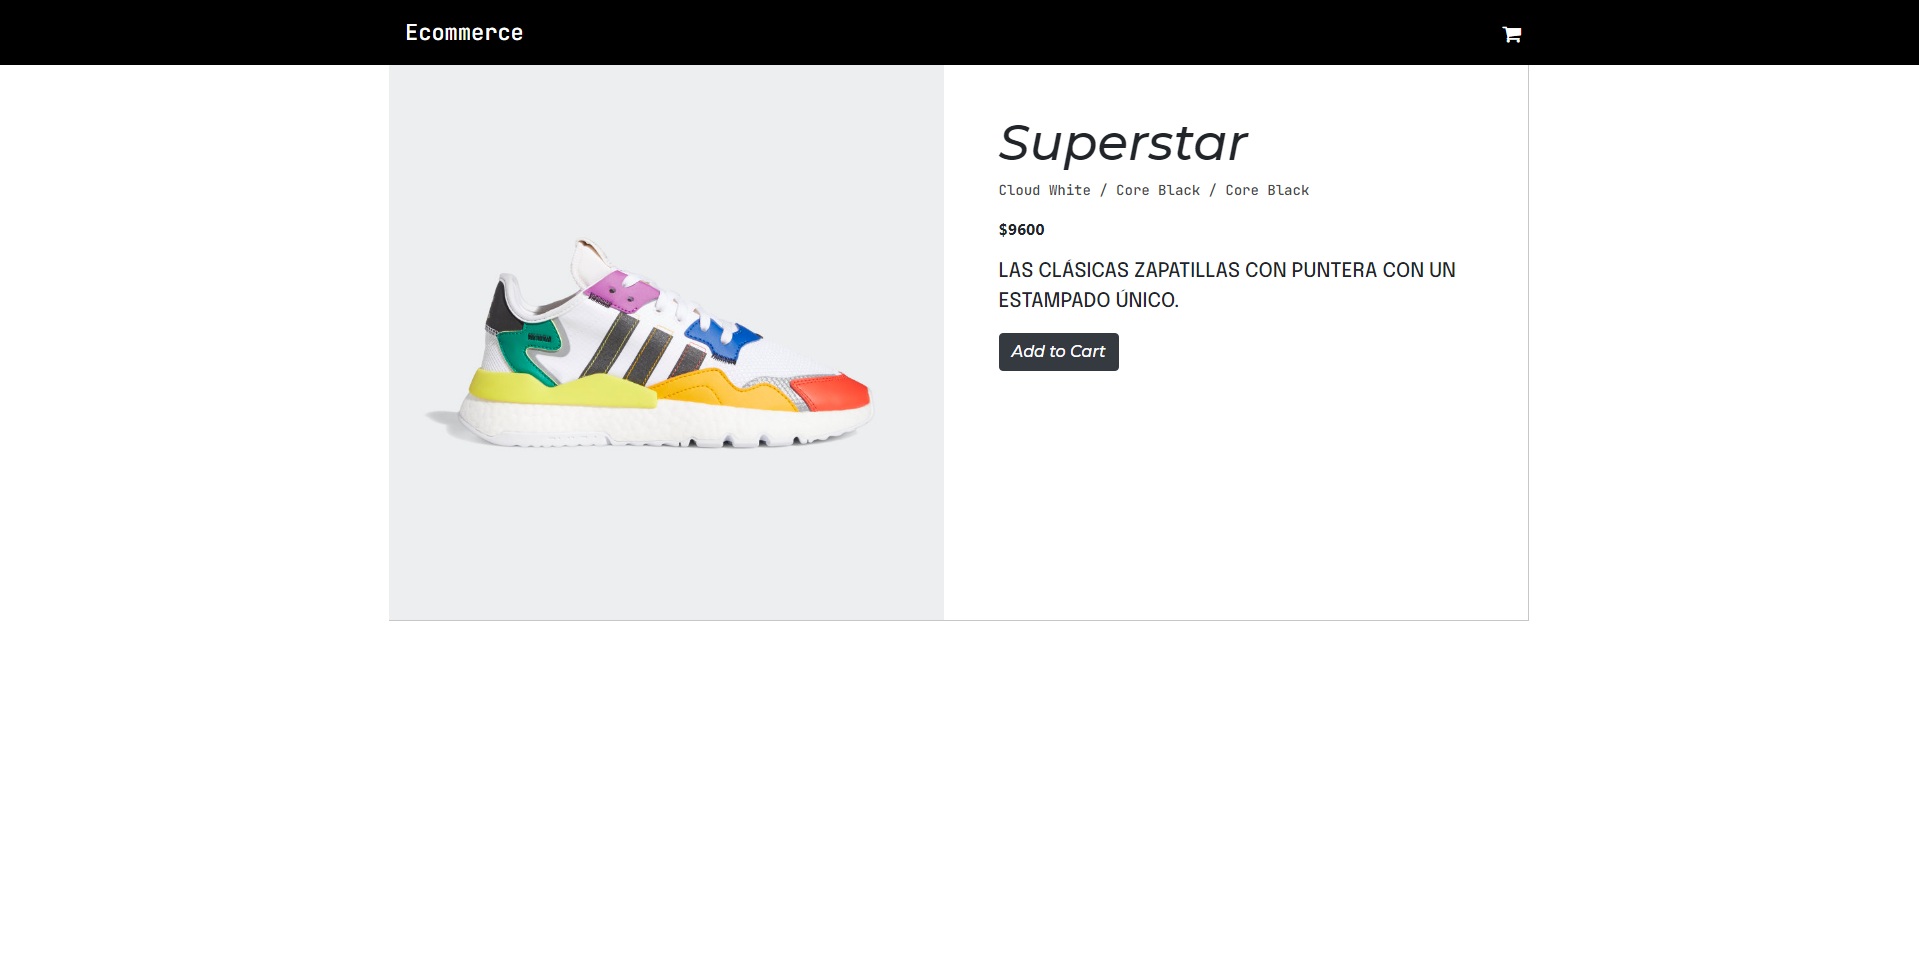 Ecommerce
Superstar
Cloud White / Core Black / Core Black
$9600
LAS CLÁSICAS ZAPATILLAS CON PUNTERA CON UN
ESTAMPADO ÚNICO.
Add to Cart